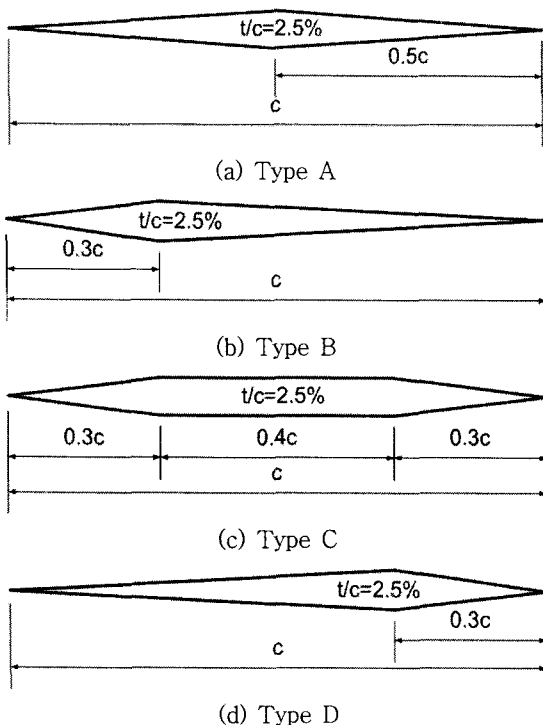 t/c=2.5%
0.5c
c
(a) Type A
t/c=2.5%
0.3c
c
(b) Type B
t/c=2.5%
0.3c 0.4c 0.3c
c
(c) Type C
t/c=2.5%
0.3c
c
(d) Type D